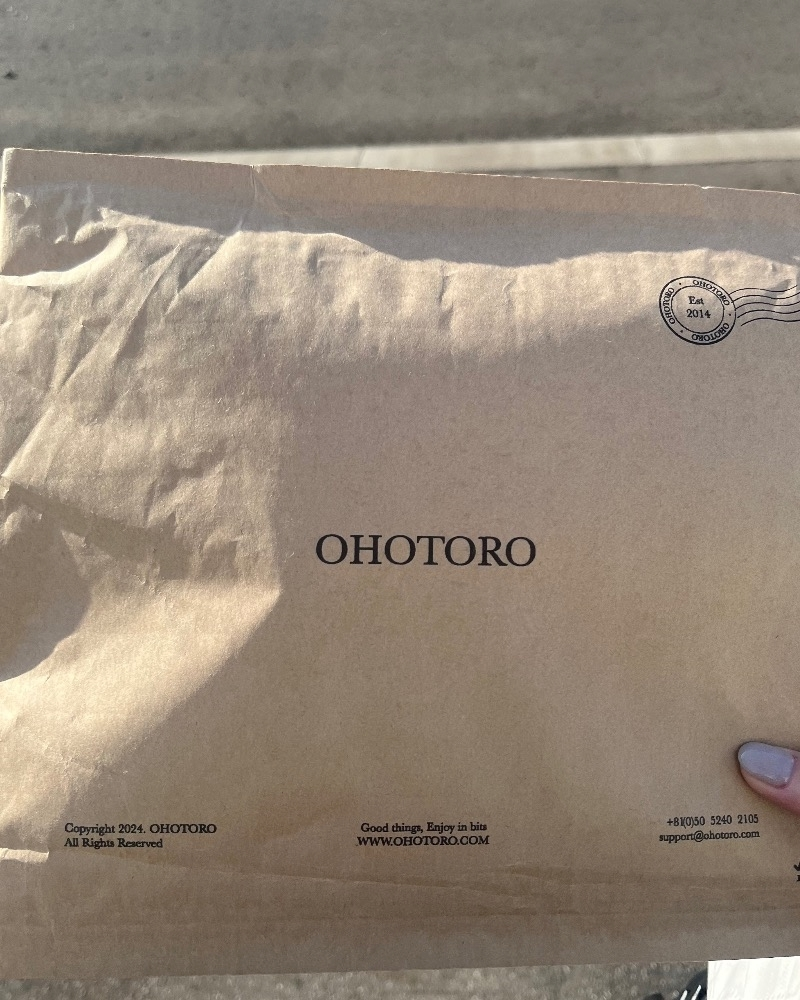 OHOTORO · OHOTORO · OHOTORO ·
Est
2014
OHOTORO
Copyright 2024. OHOTORO
All Rights Reserved
Good things, Enjoy in bits
WWW.OHOTORO.COM
+81(0)50 5240 2105
support@ohotoro.com